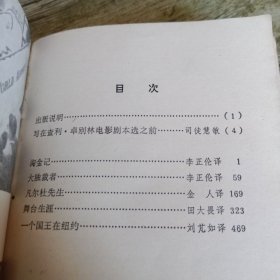 目 次
出版说明 (1)
写在查利·卓别林电影剧本选之前 司徒慧敏 (4)
淘金记 李正伦译 1
大独裁者 李正伦译 59
凡尔杜先生 金 人译 169
舞台生涯 田大畏译 323
一个国王在纽约 刘芃如译 469